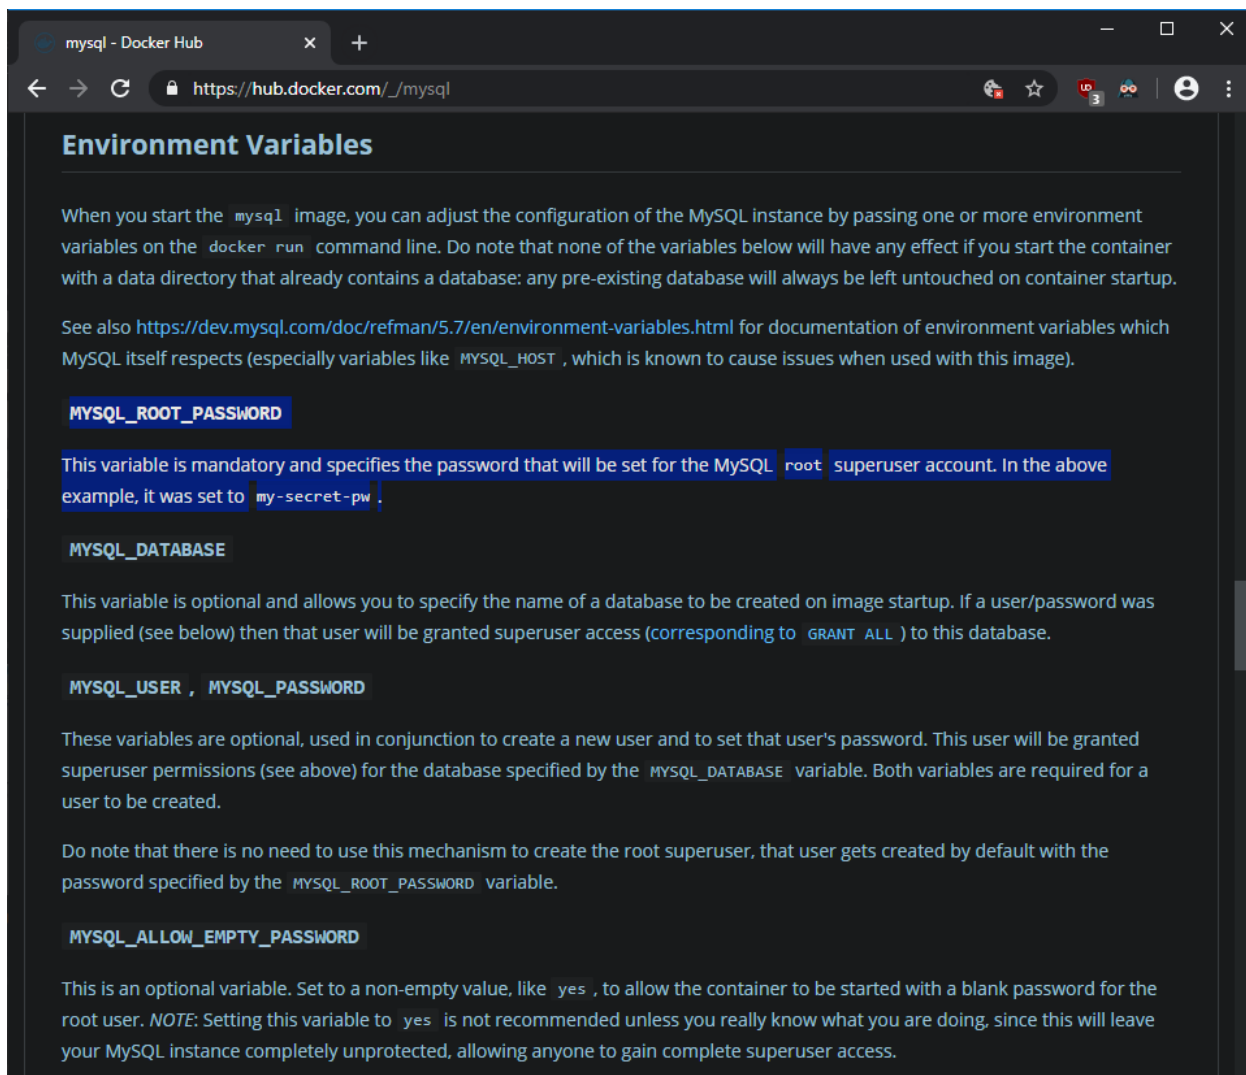 mysql - Docker Hub
https://hub.docker.com/_/mysql
3
Environment Variables
When you start the mysql image, you can adjust the configuration of the MySQL instance by passing one or more environment
variables on the docker run command line. Do note that none of the variables below will have any effect if you start the container
with a data directory that already contains a database: any pre-existing database will always be left untouched on container startup.
See also https://dev.mysql.com/doc/refman/5.7/en/environment-variables.html for documentation of environment variables which
MySQL itself respects (especially variables like MYSQL_HOST , which is known to cause issues when used with this image).
MYSQL_ROOT_PASSWORD
This variable is mandatory and specifies the password that will be set for the MySQL root superuser account. In the above
example, it was set to my-secret-pw .
MYSQL_DATABASE
This variable is optional and allows you to specify the name of a database to be created on image startup. If a user/password was
supplied (see below) then that user will be granted superuser access (corresponding to GRANT ALL ) to this database.
MYSQL_USER , MYSQL_PASSWORD
These variables are optional, used in conjunction to create a new user and to set that user's password. This user will be granted
superuser permissions (see above) for the database specified by the MYSQL_DATABASE variable. Both variables are required for a
user to be created.
Do note that there is no need to use this mechanism to create the root superuser, that user gets created by default with the
password specified by the MYSQL_ROOT_PASSWORD variable.
MYSQL_ALLOW_EMPTY_PASSWORD
This is an optional variable. Set to a non-empty value, like yes , to allow the container to be started with a blank password for the
root user. NOTE: Setting this variable to yes is not recommended unless you really know what you are doing, since this will leave
your MySQL instance completely unprotected, allowing anyone to gain complete superuser access.